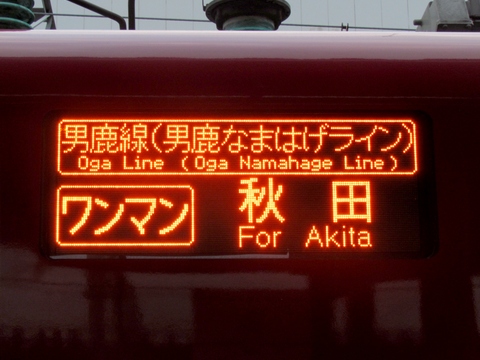 男鹿線(男鹿なまはげライン)
Oga Line (Oga Namahage Line)
ワンマン 秋田
For Akita